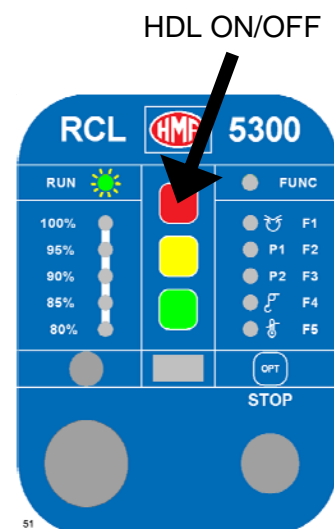 HDL ON/OFF
RCL HMF 5300
RUN FUNC
100% F1
95% P1 F2
90% P2 F3
85% F4
80% F5
OPT
STOP
51